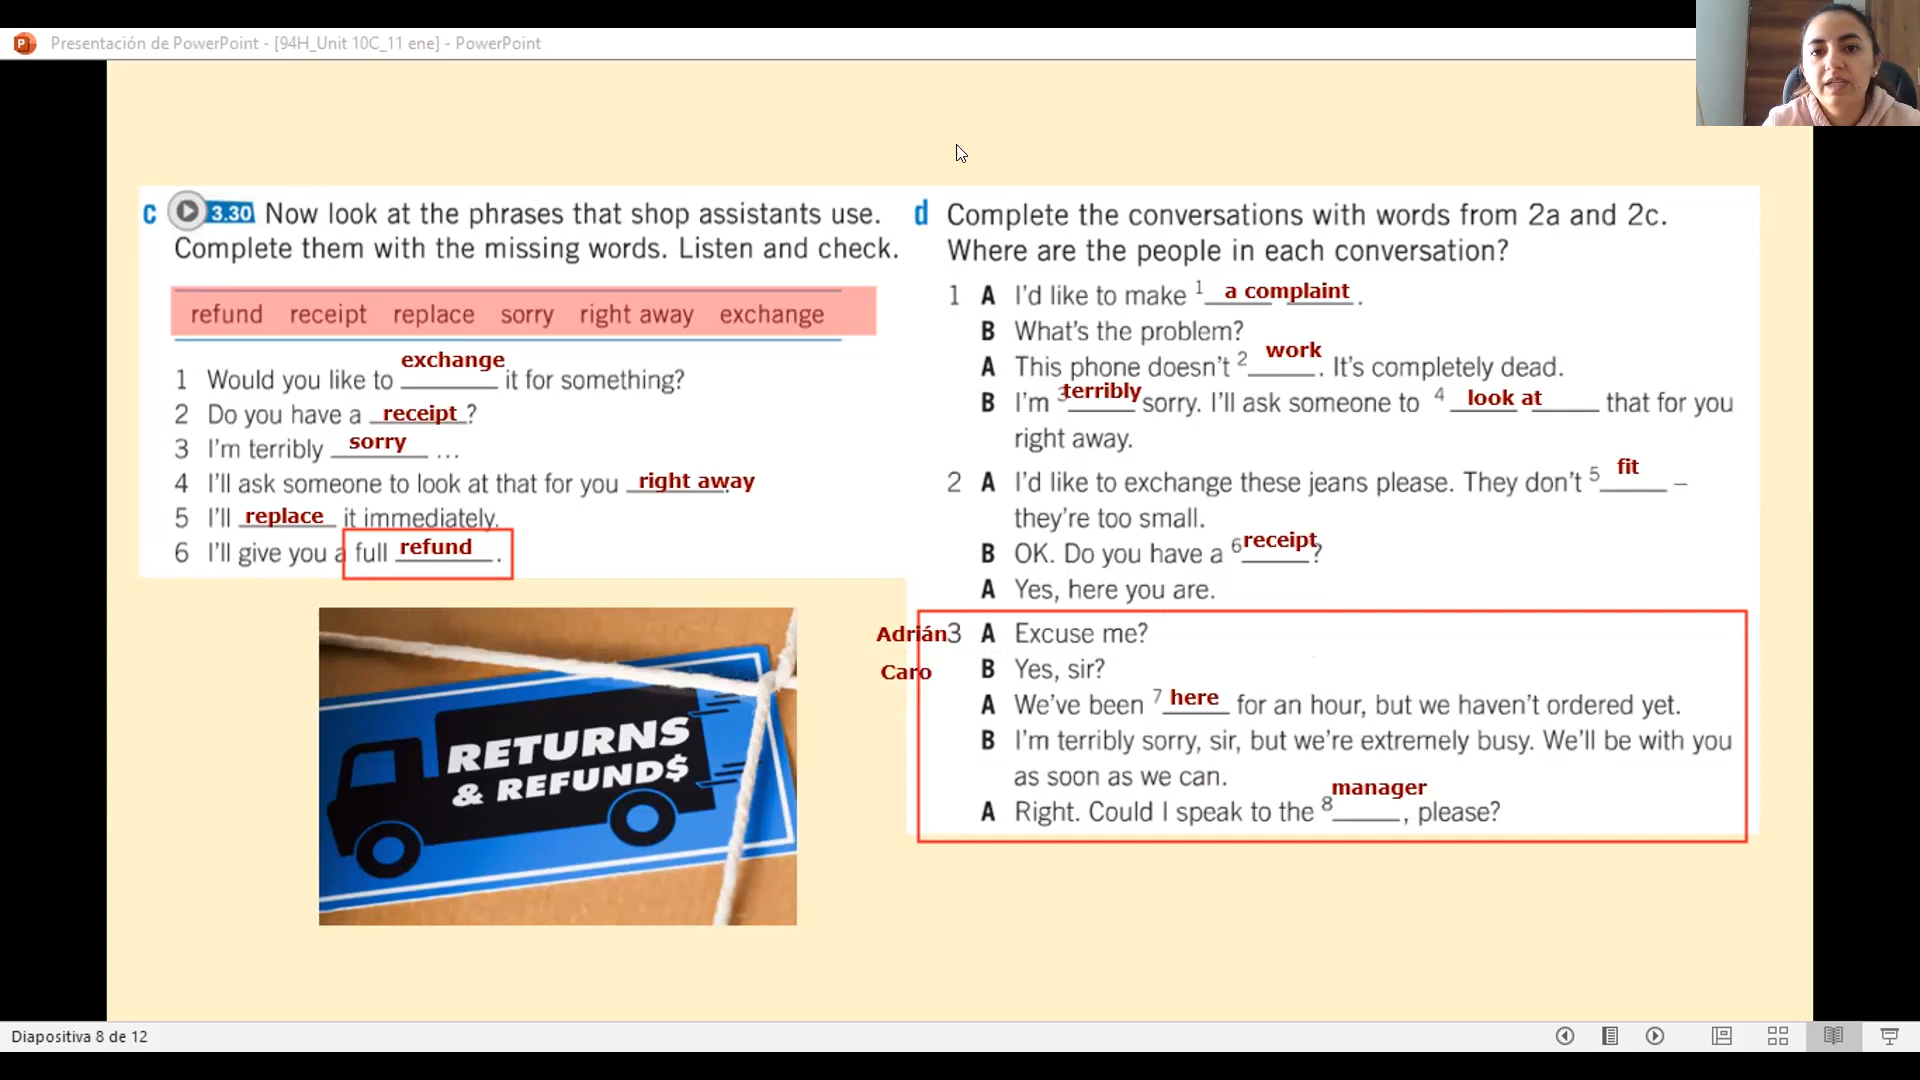 Presentación de PowerPoint - [94H_Unit 10C_11 ene] - PowerPoint
c 3.30 Now look at the phrases that shop assistants use.
Complete them with the missing words. Listen and check.
refund receipt replace sorry right away exchange
1 Would you like to exchange it for something?
2 Do you have a receipt?
3 I'm terribly sorry ...
4 I'll ask someone to look at that for you right away.
5 I'll replace it immediately.
6 I'll give you a full refund.
RETURNS
& REFUND$
d Complete the conversations with words from 2a and 2c.
Where are the people in each conversation?
1 A I'd like to make 1 a complaint.
B What's the problem?
A This phone doesn't 2 work. It's completely dead.
B I'm 3 terribly sorry. I'll ask someone to 4 look at that for you
right away.
2 A I'd like to exchange these jeans please. They don't 5 fit –
they're too small.
B OK. Do you have a 6 receipt?
A Yes, here you are.
Adrián 3 A Excuse me?
Caro B Yes, sir?
A We've been 7 here for an hour, but we haven't ordered yet.
B I'm terribly sorry, sir, but we're extremely busy. We'll be with you
as soon as we can.
A Right. Could I speak to the 8 manager, please?
Diapositiva 8 de 12